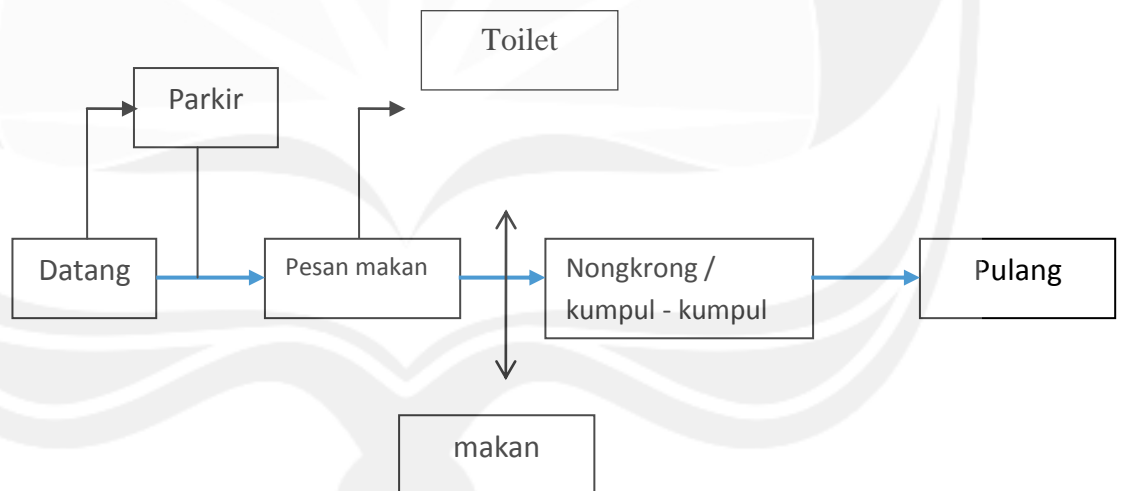 Toilet
Parkir
Datang
Pesan makan
Nongkrong /
kumpul - kumpul
Pulang
makan